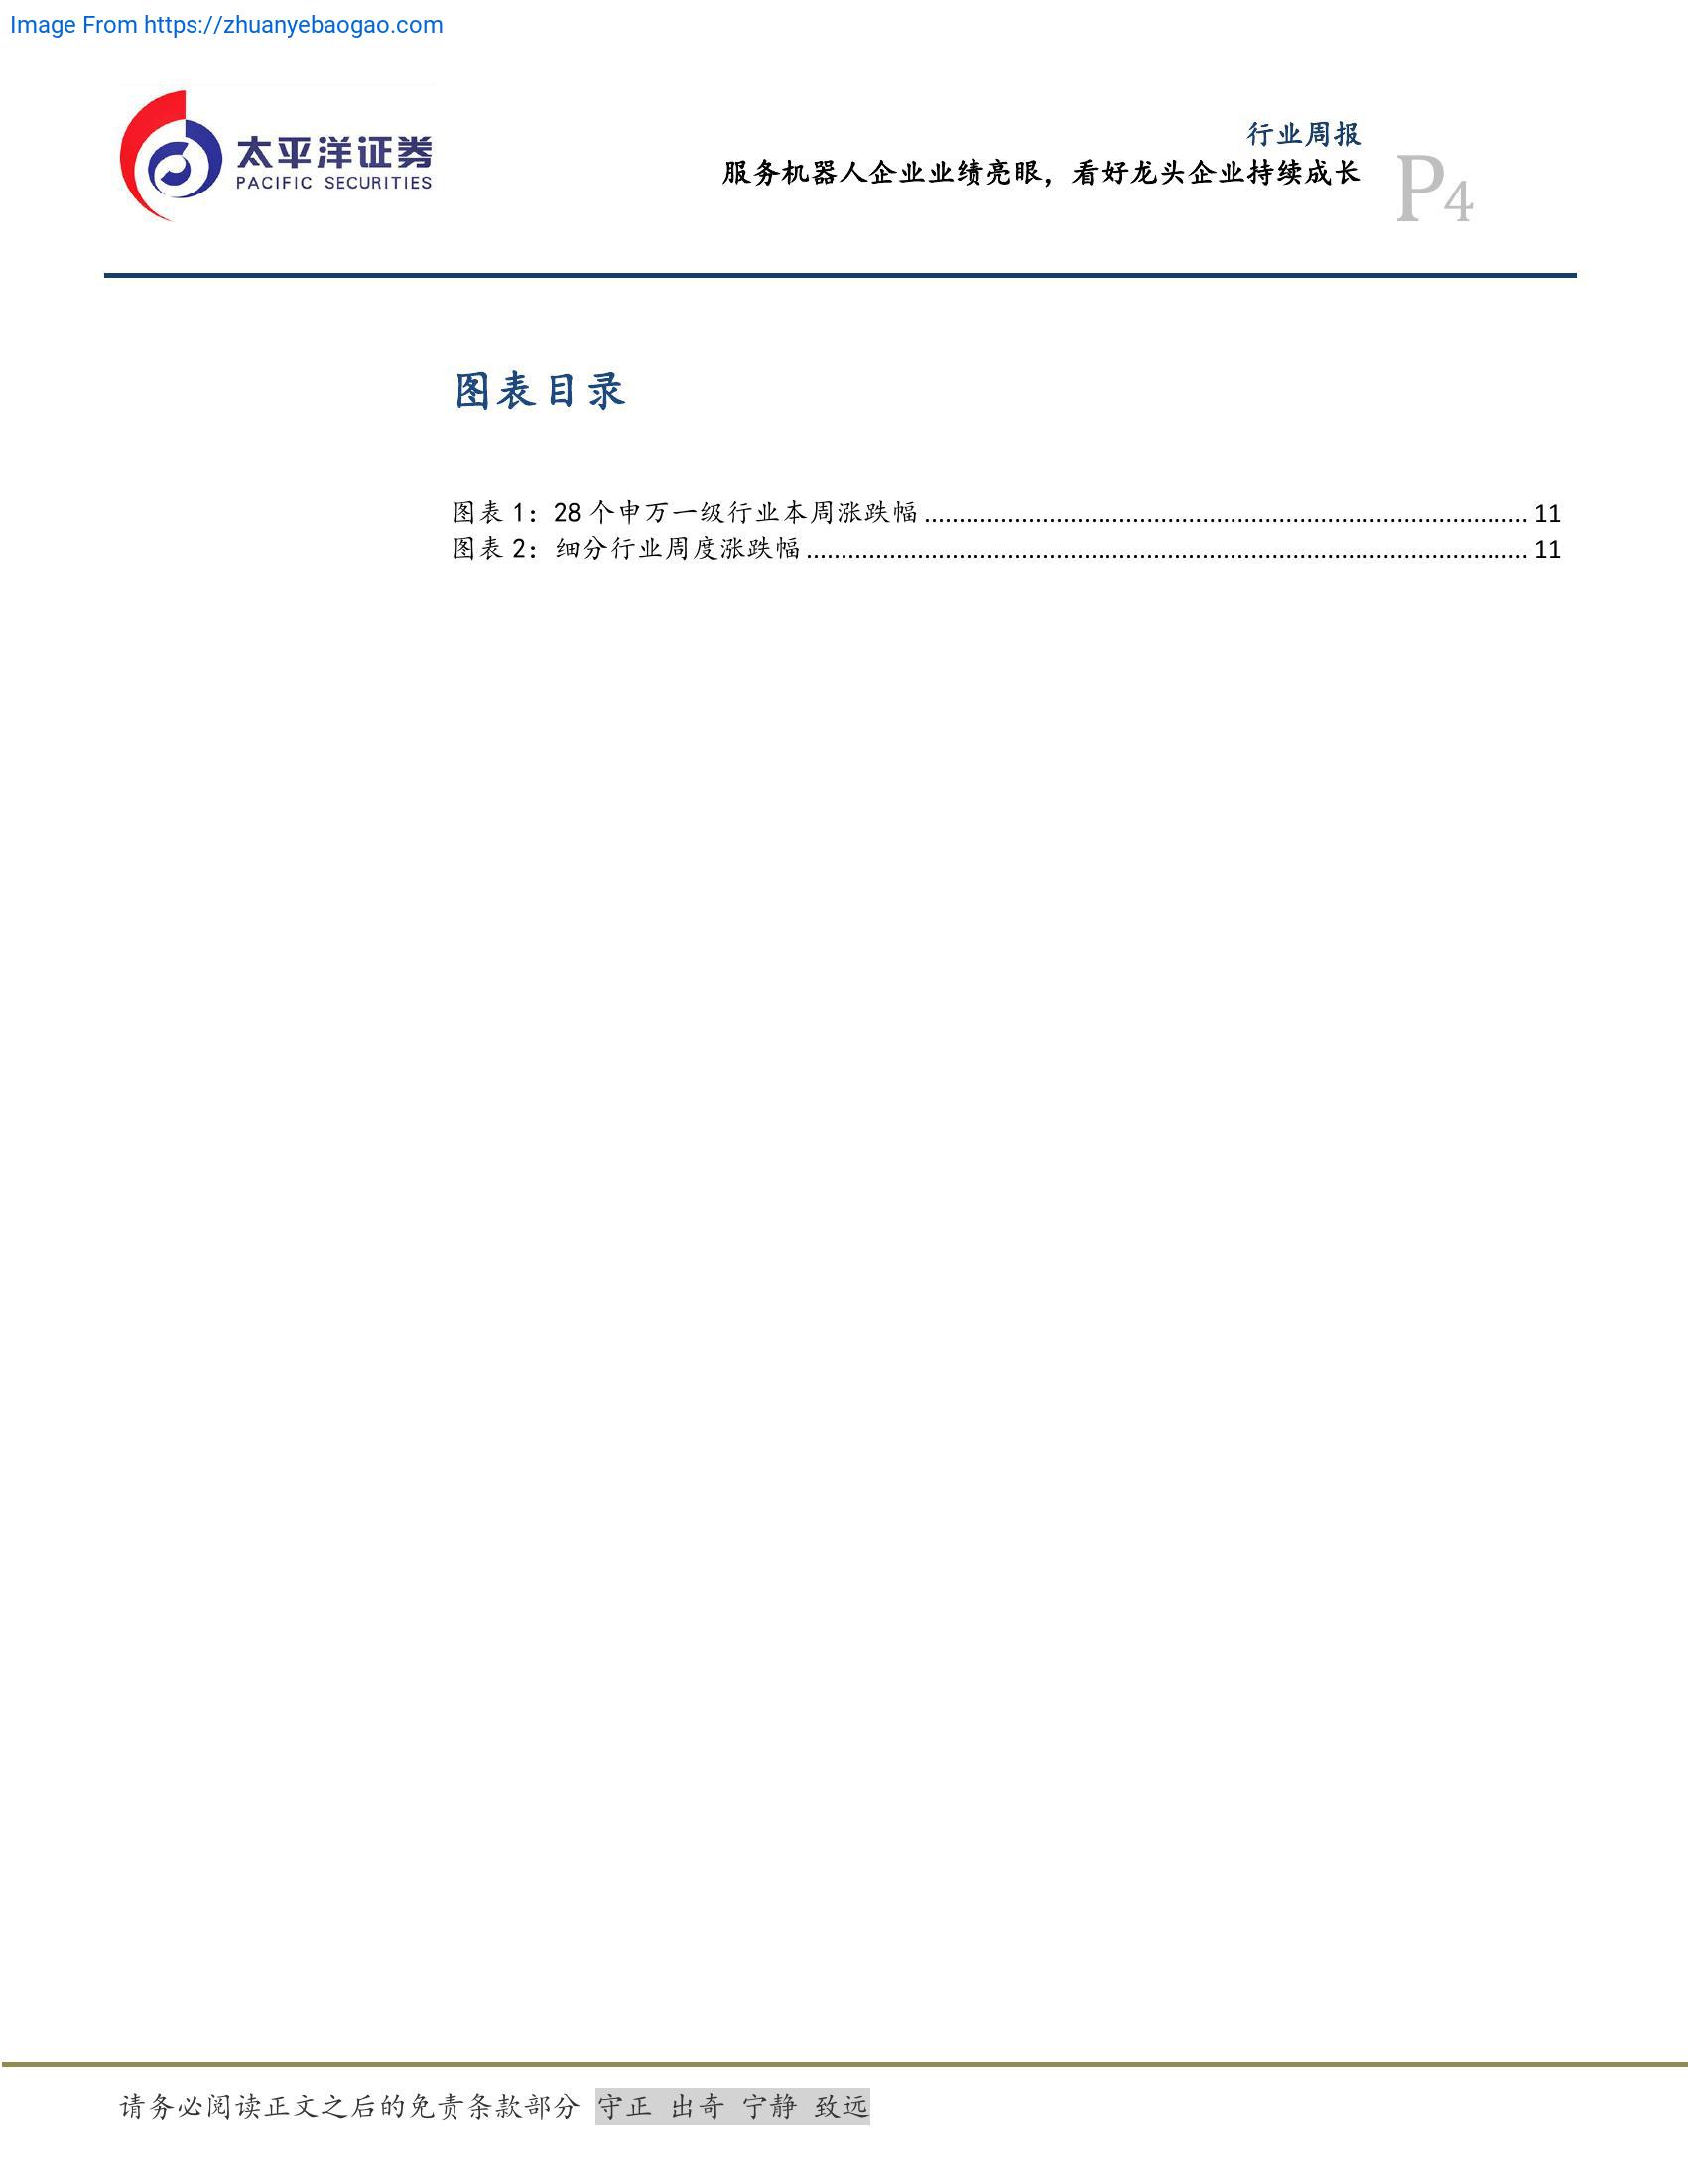 Image From https://zhuanyebaogao.com
太平洋证券
PACIFIC SECURITIES
行业周报
服务机器人企业业绩亮眼，看好龙头企业持续成长
P4
图表目录
图表 1：28 个申万一级行业本周涨跌幅 ........................................................................................ 11
图表 2：细分行业周度涨跌幅 ......................................................................................................... 11
请务必阅读正文之后的免责条款部分 守正 出奇 宁静 致远